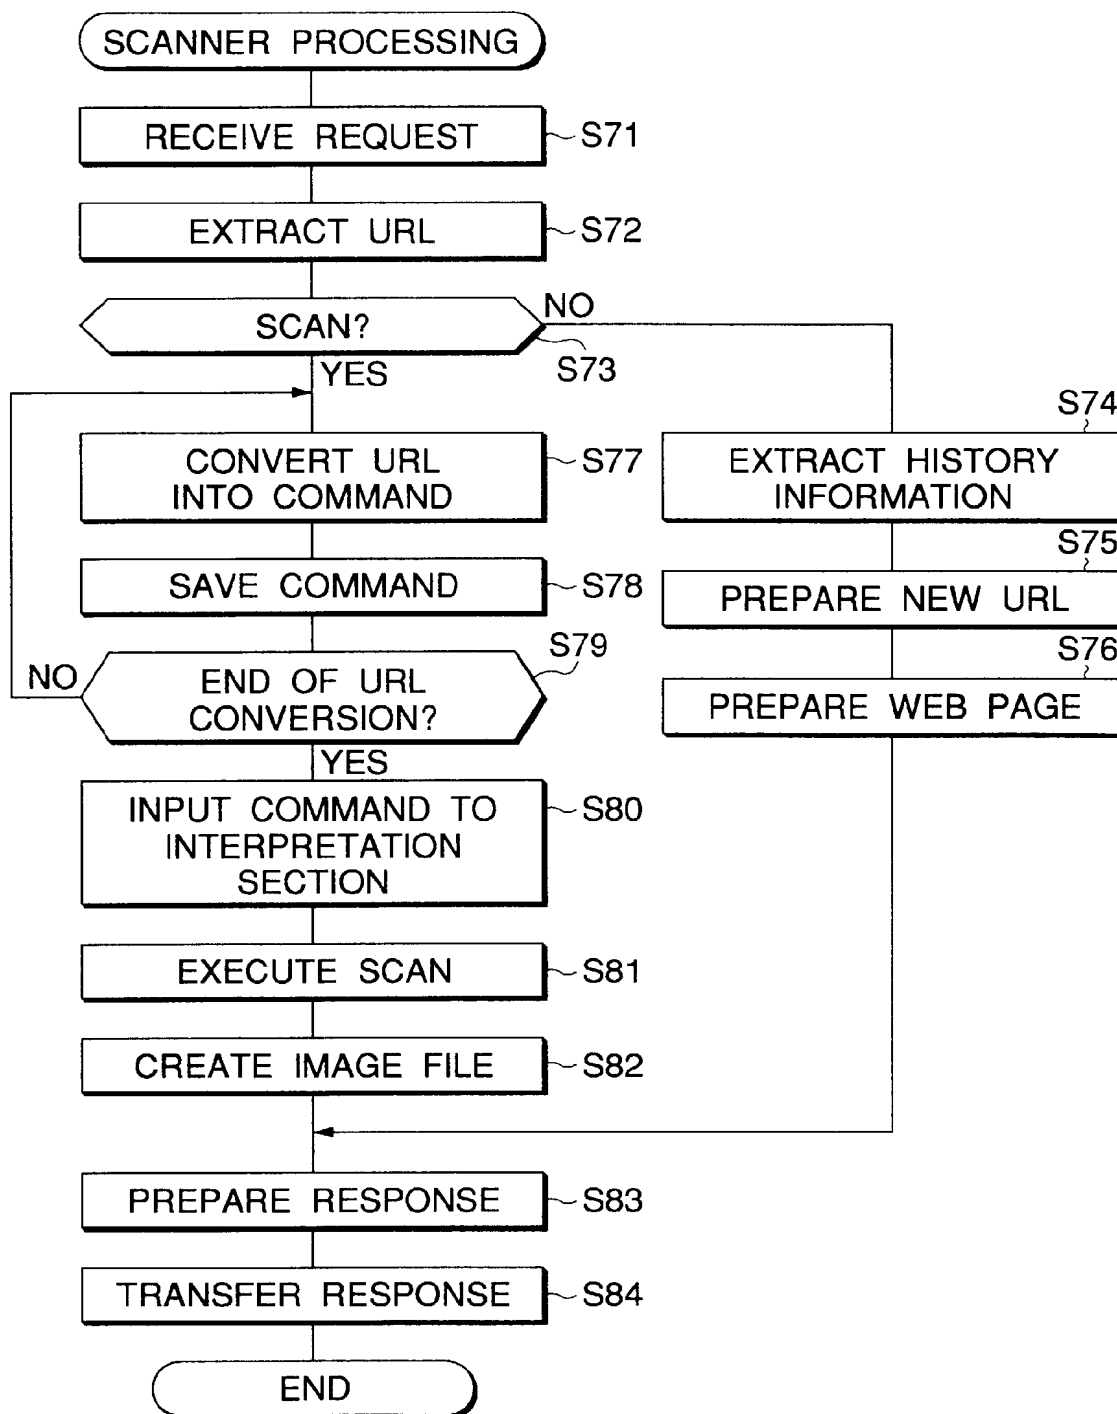 SCANNER PROCESSING
RECEIVE REQUEST
S71
EXTRACT URL
S72
SCAN?
NO
S73
YES
S74
EXTRACT HISTORY
INFORMATION
S75
PREPARE NEW URL
S76
PREPARE WEB PAGE
CONVERT URL
INTO COMMAND
S77
SAVE COMMAND
S78
S79
NO
END OF URL
CONVERSION?
YES
INPUT COMMAND TO
INTERPRETATION
SECTION
S80
EXECUTE SCAN
S81
CREATE IMAGE FILE
S82
PREPARE RESPONSE
S83
TRANSFER RESPONSE
S84
END